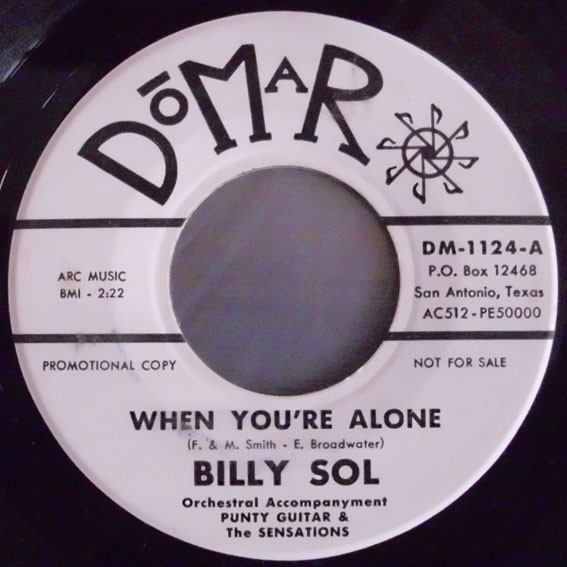 DōMAR
DM-1124-A
ARC MUSIC
P.O. Box 12468
BMI - 2:22
San Antonio, Texas
AC512-PE50000
PROMOTIONAL COPY
NOT FOR SALE
WHEN YOU'RE ALONE
(F. & M. Smith - E. Broadwater)
BILLY SOL
Orchestral Accompanyment
PUNTY GUITAR &
The SENSATIONS